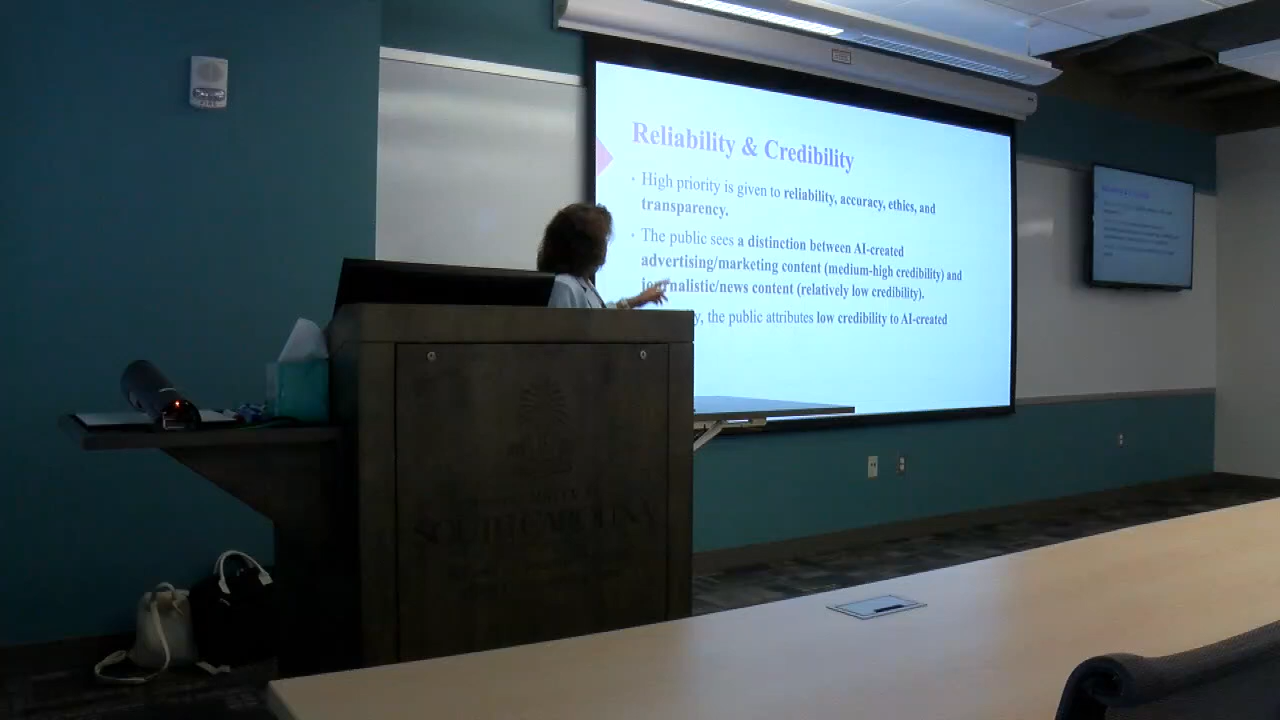 Reliability & Credibility
• High priority is given to reliability, accuracy, ethics, and
transparency.
• The public sees a distinction between AI-created
advertising/marketing content (medium-high credibility) and
journalistic/news content (relatively low credibility).
y, the public attributes low credibility to AI-created
SOUTH CAROLINA